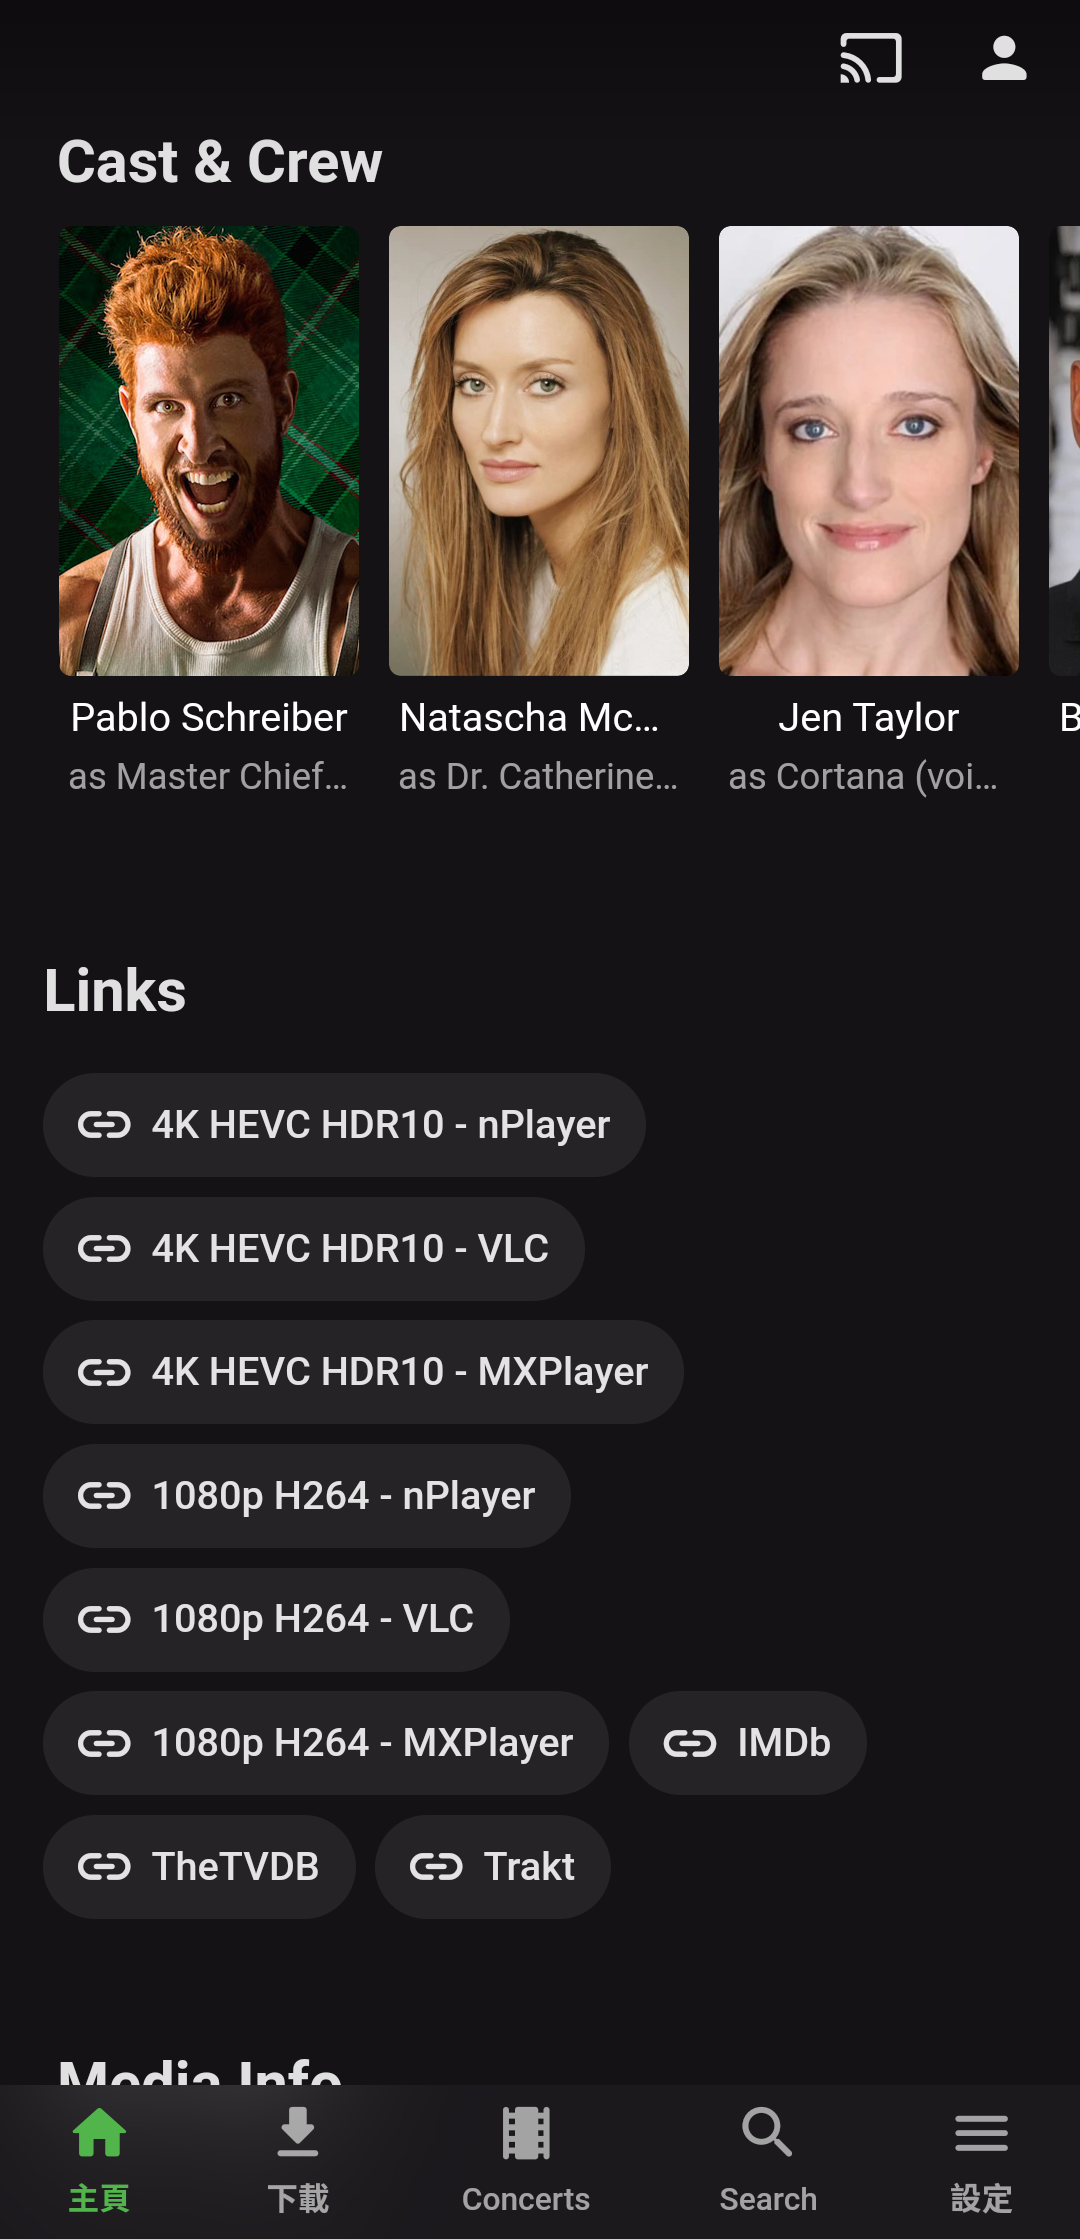 Cast & Crew
Pablo Schreiber
Natascha Mc...
Jen Taylor
B
as Master Chief...
as Dr. Catherine...
as Cortana (voi...
Links
4K HEVC HDR10 - nPlayer
4K HEVC HDR10 - VLC
4K HEVC HDR10 - MXPlayer
1080p H264 - nPlayer
1080p H264 - VLC
1080p H264 - MXPlayer
IMDb
TheTVDB
Trakt
Media Info
主頁
下載
Concerts
Search
設定